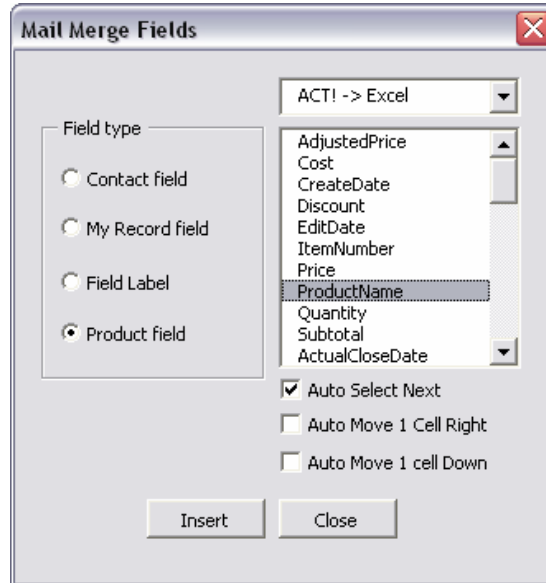 Mail Merge Fields
ACT! -> Excel
Field type
Contact field
My Record field
Field Label
Product field
AdjustedPrice
Cost
CreateDate
Discount
EditDate
ItemNumber
Price
ProductName
Quantity
Subtotal
ActualCloseDate
Auto Select Next
Auto Move 1 Cell Right
Auto Move 1 cell Down
Insert
Close